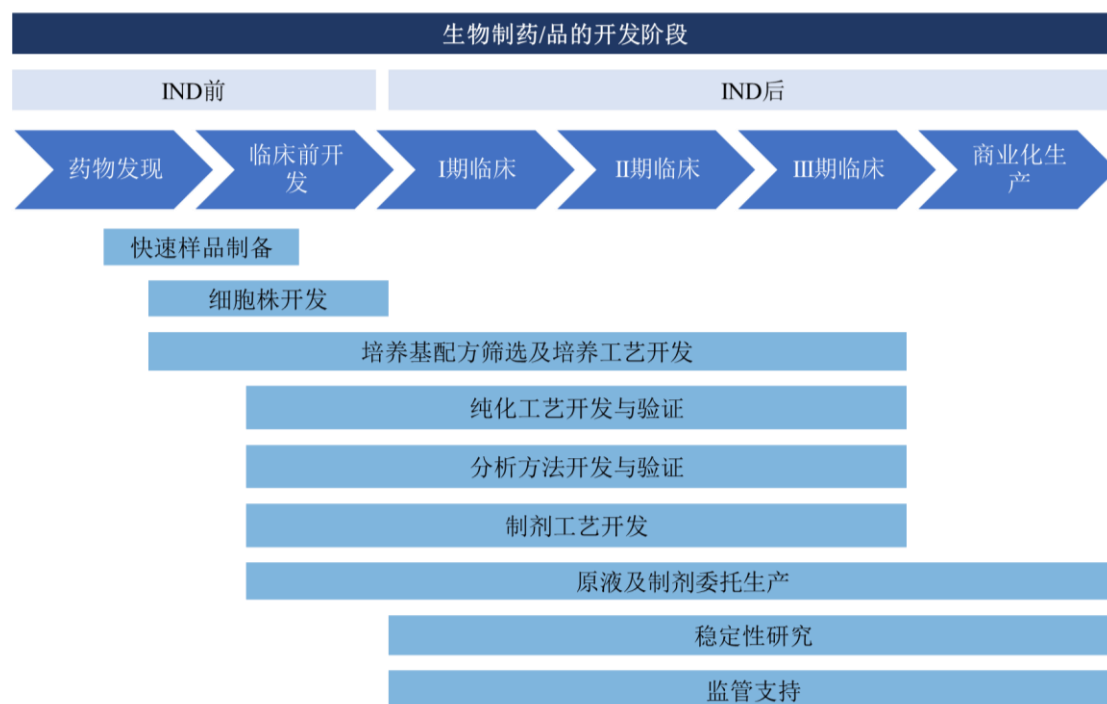 生物制药/品的开发阶段
IND前
IND后
药物发现
临床前开
发
I期临床
II期临床
III期临床
商业化生
产
快速样品制备
细胞株开发
培养基配方筛选及培养工艺开发
纯化工艺开发与验证
分析方法开发与验证
制剂工艺开发
原液及制剂委托生产
稳定性研究
监管支持